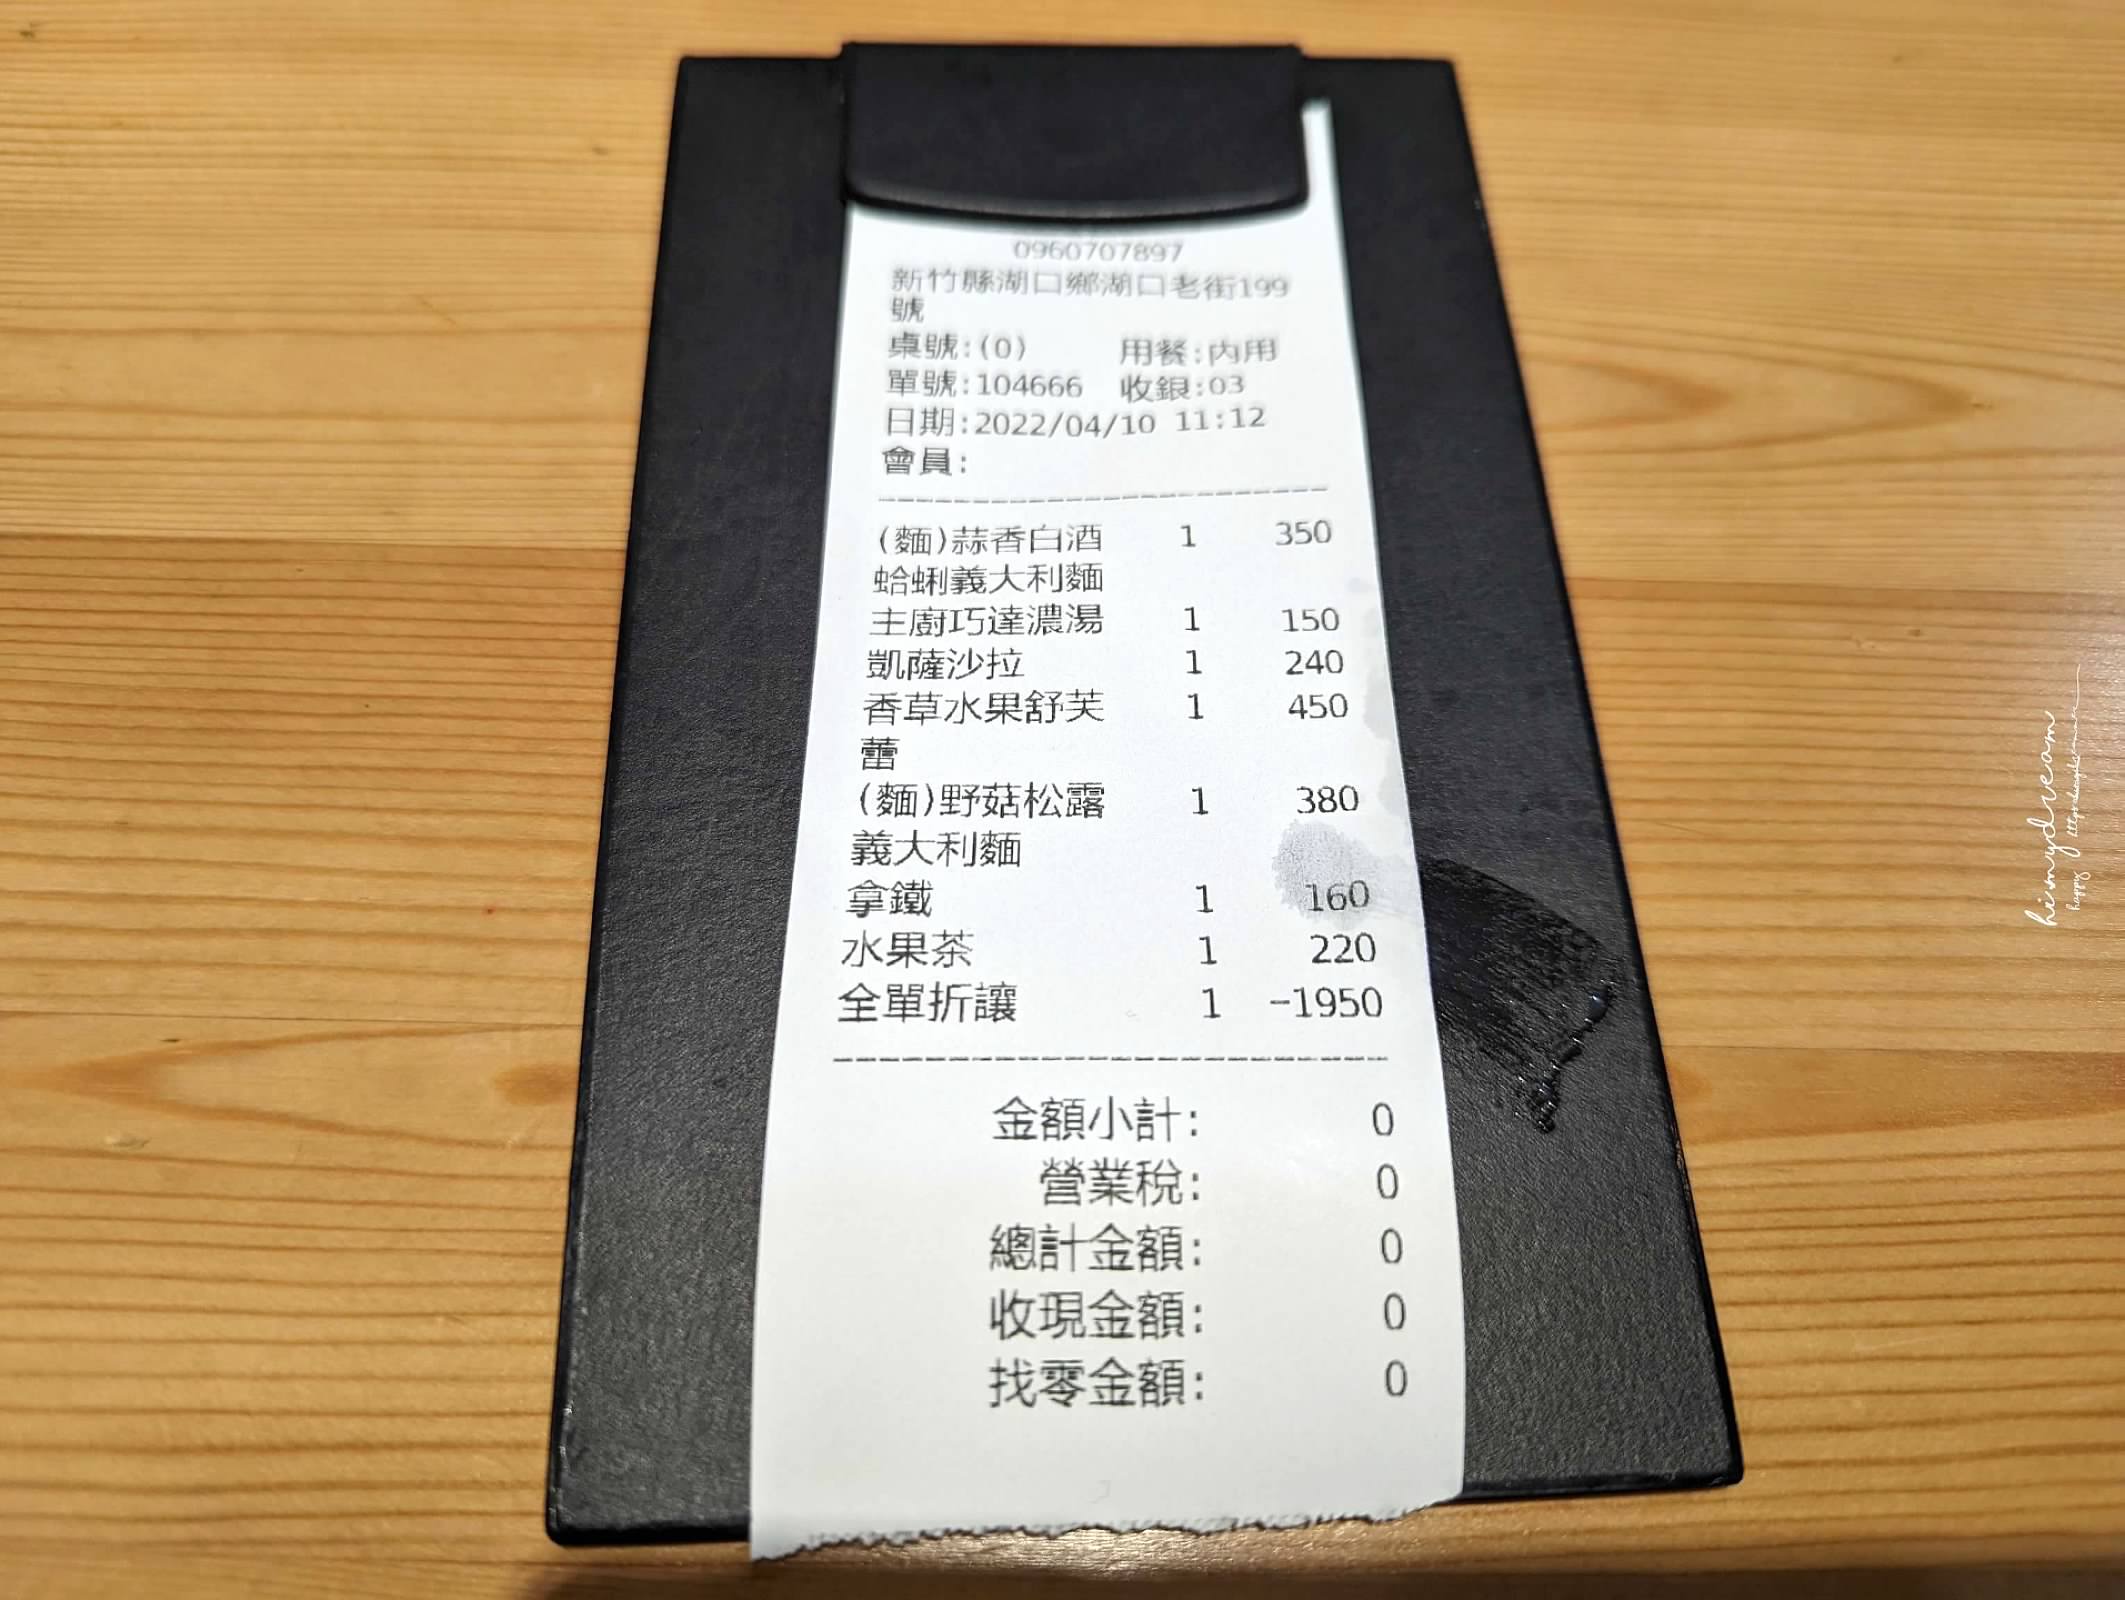 0960707897
新竹縣湖口鄉湖口老街199
號
桌號:(0) 用餐:內用
單號:104666 收銀:03
日期:2022/04/10 11:12
會員:
(麵)蒜香白酒 1 350
蛤蜊義大利麵
主廚巧達濃湯 1 150
凱薩沙拉 1 240
香草水果舒芙 1 450
蕾
(麵)野菇松露 1 380
義大利麵
拿鐵 1 160
水果茶 1 220
全單折讓 1 -1950
金額小計: 0
營業稅: 0
總計金額: 0
收現金額: 0
找零金額: 0
himydream
happy